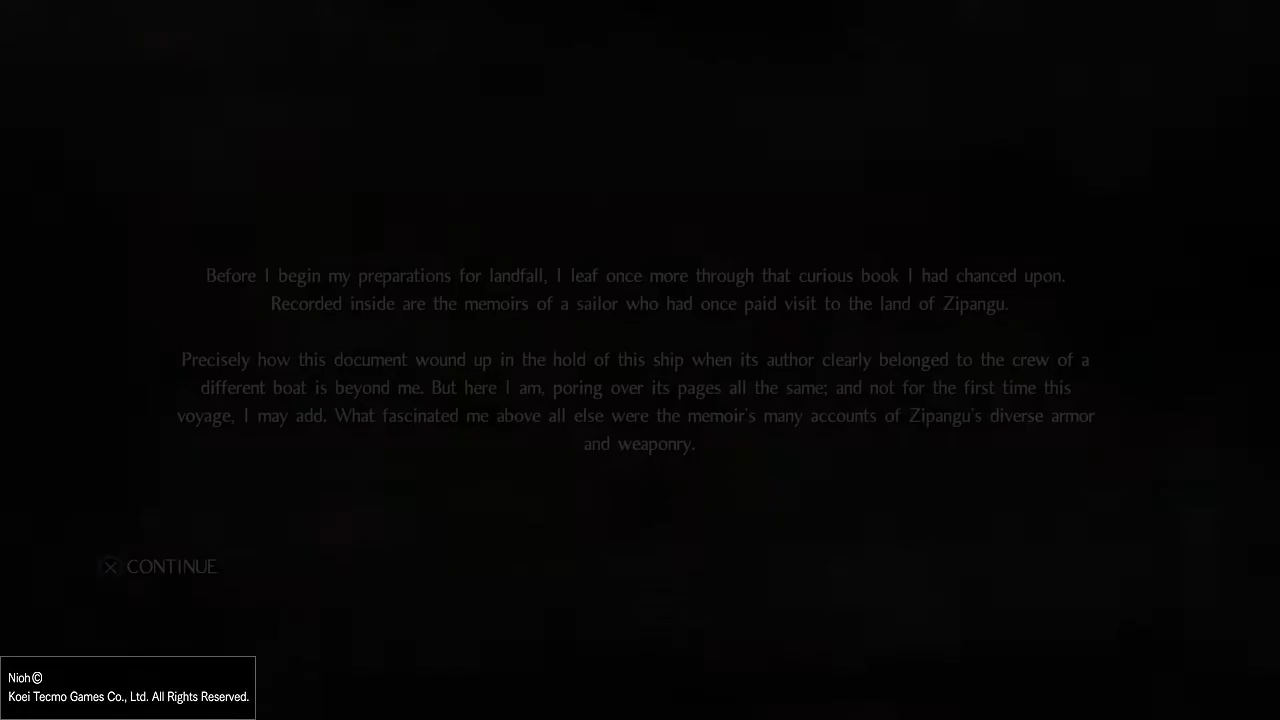 Before I begin my preparations for landfall, I leaf once more through that curious book I had chanced upon.
Recorded inside are the memoirs of a sailor who had once paid visit to the land of Zipangu.
Precisely how this document wound up in the hold of this ship when its author clearly belonged to the crew of a
different boat is beyond me. But here I am, poring over its pages all the same; and not for the first time this
voyage, I may add. What fascinated me above all else were the memoir's many accounts of Zipangu's diverse armor
and weaponry.
CONTINUE
Nioh©
Koei Tecmo Games Co., Ltd. All Rights Reserved.